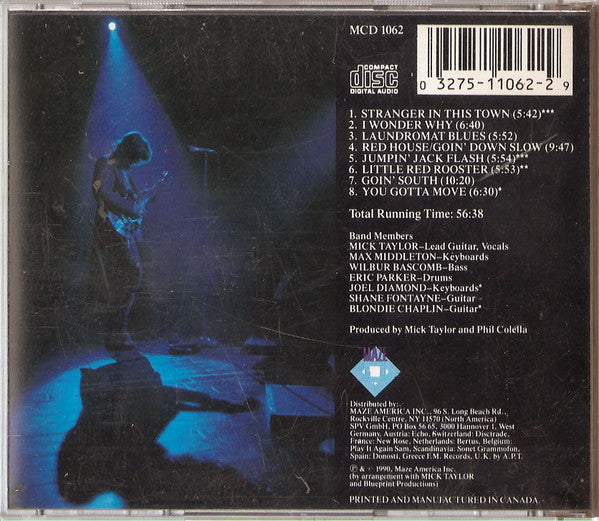 MCD 1062
COMPACT
disc
DIGITAL AUDIO
0 3275-11062-2 9
1. STRANGER IN THIS TOWN (5:42)***
2. I WONDER WHY (6:40)
3. LAUNDROMAT BLUES (5:52)
4. RED HOUSE/GOIN' DOWN SLOW (9:47)
5. JUMPIN' JACK FLASH (5:54)***
6. LITTLE RED ROOSTER (5:53)**
7. GOIN' SOUTH (10:20)
8. YOU GOTTA MOVE (6:30)*
Total Running Time: 56:38
Band Members
MICK TAYLOR–Lead Guitar, Vocals
MAX MIDDLETON–Keyboards
WILBUR BASCOMB–Bass
ERIC PARKER–Drums
JOEL DIAMOND–Keyboards*
SHANE FONTAYNE–Guitar
BLONDIE CHAPLIN–Guitar*
Produced by Mick Taylor and Phil Colella
MAZE
Distributed by:
MAZE AMERICA INC., 96 S. Long Beach Rd.,
Rockville Centre, NY 11570 (North America)
SPV GmbH, PO Box 56 65, 3000 Hannover 1, West
Germany, Austria: Echo, Switzerland: Disctrade,
France: New Rose, Netherlands: Bertus, Belgium:
Play It Again Sam, Scandinavia: Sonet Grammofon,
Spain: Donosti, Greece F.M. Records, U.K. by A.P.T.
℗ & © 1990, Maze America Inc.
(by arrangement with MICK TAYLOR
and Blueprint Productions)
PRINTED AND MANUFACTURED IN CANADA.